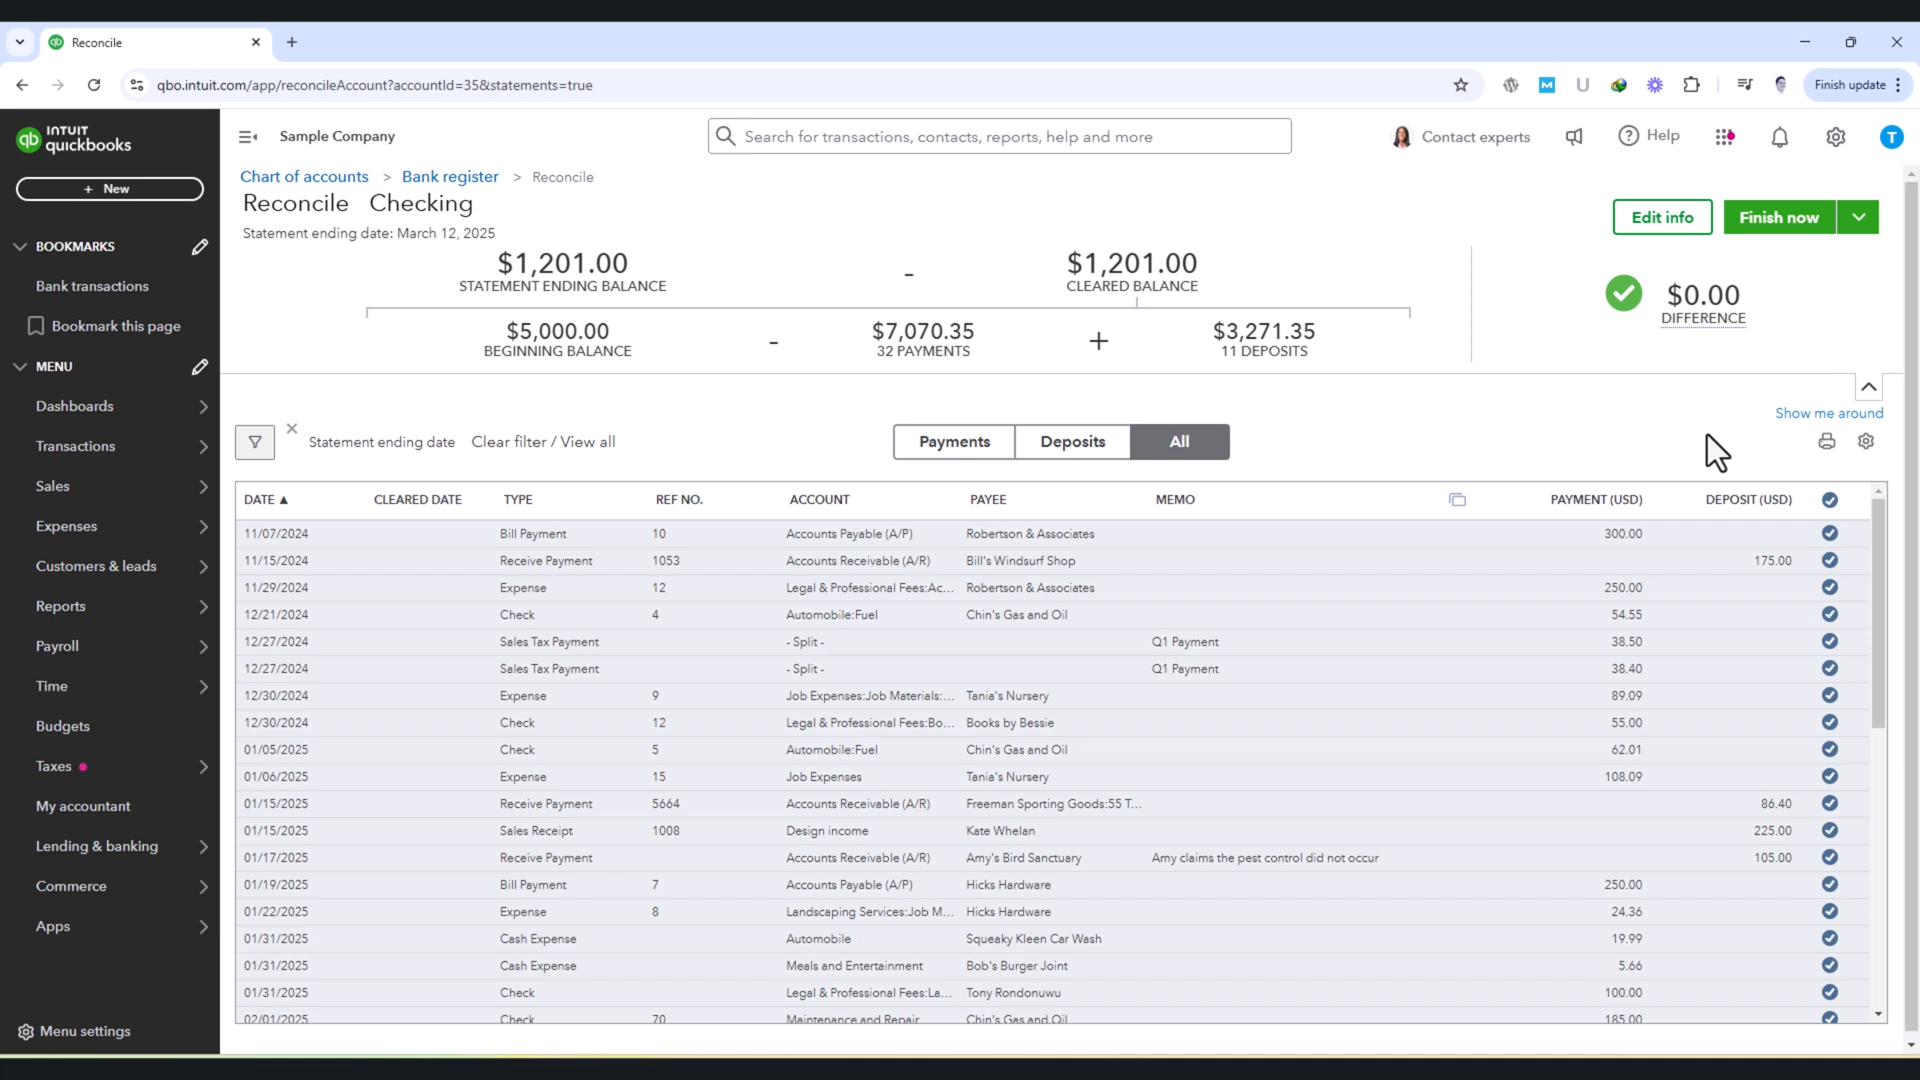 Reconcile
qbo.intuit.com/app/reconcileAccount?accountId=35&statements=true
Finish update
INTUIT
quickbooks
qb
+ New
BOOKMARKS
Bank transactions
Bookmark this page
MENU
Dashboards
Transactions
Sales
Expenses
Customers & leads
Reports
Payroll
Time
Budgets
Taxes
My accountant
Lending & banking
Commerce
Apps
Menu settings
Sample Company
Search for transactions, contacts, reports, help and more
Contact experts
Help
T
Chart of accounts > Bank register > Reconcile
Reconcile Checking
Statement ending date: March 12, 2025
Edit info
Finish now
$1,201.00
STATEMENT ENDING BALANCE
-
$1,201.00
CLEARED BALANCE
$5,000.00
BEGINNING BALANCE
-
$7,070.35
32 PAYMENTS
+
$3,271.35
11 DEPOSITS
$0.00
DIFFERENCE
Show me around
Statement ending date Clear filter / View all
Payments Deposits All
DATE ▲ CLEARED DATE TYPE REF NO. ACCOUNT PAYEE MEMO PAYMENT (USD) DEPOSIT (USD)
11/07/2024 Bill Payment 10 Accounts Payable (A/P) Robertson & Associates 300.00
11/15/2024 Receive Payment 1053 Accounts Receivable (A/R) Bill's Windsurf Shop 175.00
11/29/2024 Expense 12 Legal & Professional Fees:Ac... Robertson & Associates 250.00
12/21/2024 Check 4 Automobile:Fuel Chin's Gas and Oil 54.55
12/27/2024 Sales Tax Payment - Split - Q1 Payment 38.50
12/27/2024 Sales Tax Payment - Split - Q1 Payment 38.40
12/30/2024 Expense 9 Job Expenses:Job Materials:... Tania's Nursery 89.09
12/30/2024 Check 12 Legal & Professional Fees:Bo... Books by Bessie 55.00
01/05/2025 Check 5 Automobile:Fuel Chin's Gas and Oil 62.01
01/06/2025 Expense 15 Job Expenses Tania's Nursery 108.09
01/15/2025 Receive Payment 5664 Accounts Receivable (A/R) Freeman Sporting Goods:55 T... 86.40
01/15/2025 Sales Receipt 1008 Design income Kate Whelan 225.00
01/17/2025 Receive Payment Accounts Receivable (A/R) Amy's Bird Sanctuary Amy claims the pest control did not occur 105.00
01/19/2025 Bill Payment 7 Accounts Payable (A/P) Hicks Hardware 250.00
01/22/2025 Expense 8 Landscaping Services:Job M... Hicks Hardware 24.36
01/31/2025 Cash Expense Automobile Squeaky Kleen Car Wash 19.99
01/31/2025 Cash Expense Meals and Entertainment Bob's Burger Joint 5.66
01/31/2025 Check Legal & Professional Fees:La... Tony Rondonuwu 100.00
02/01/2025 Check 70 Maintenance and Repair Chin's Gas and Oil 185.00